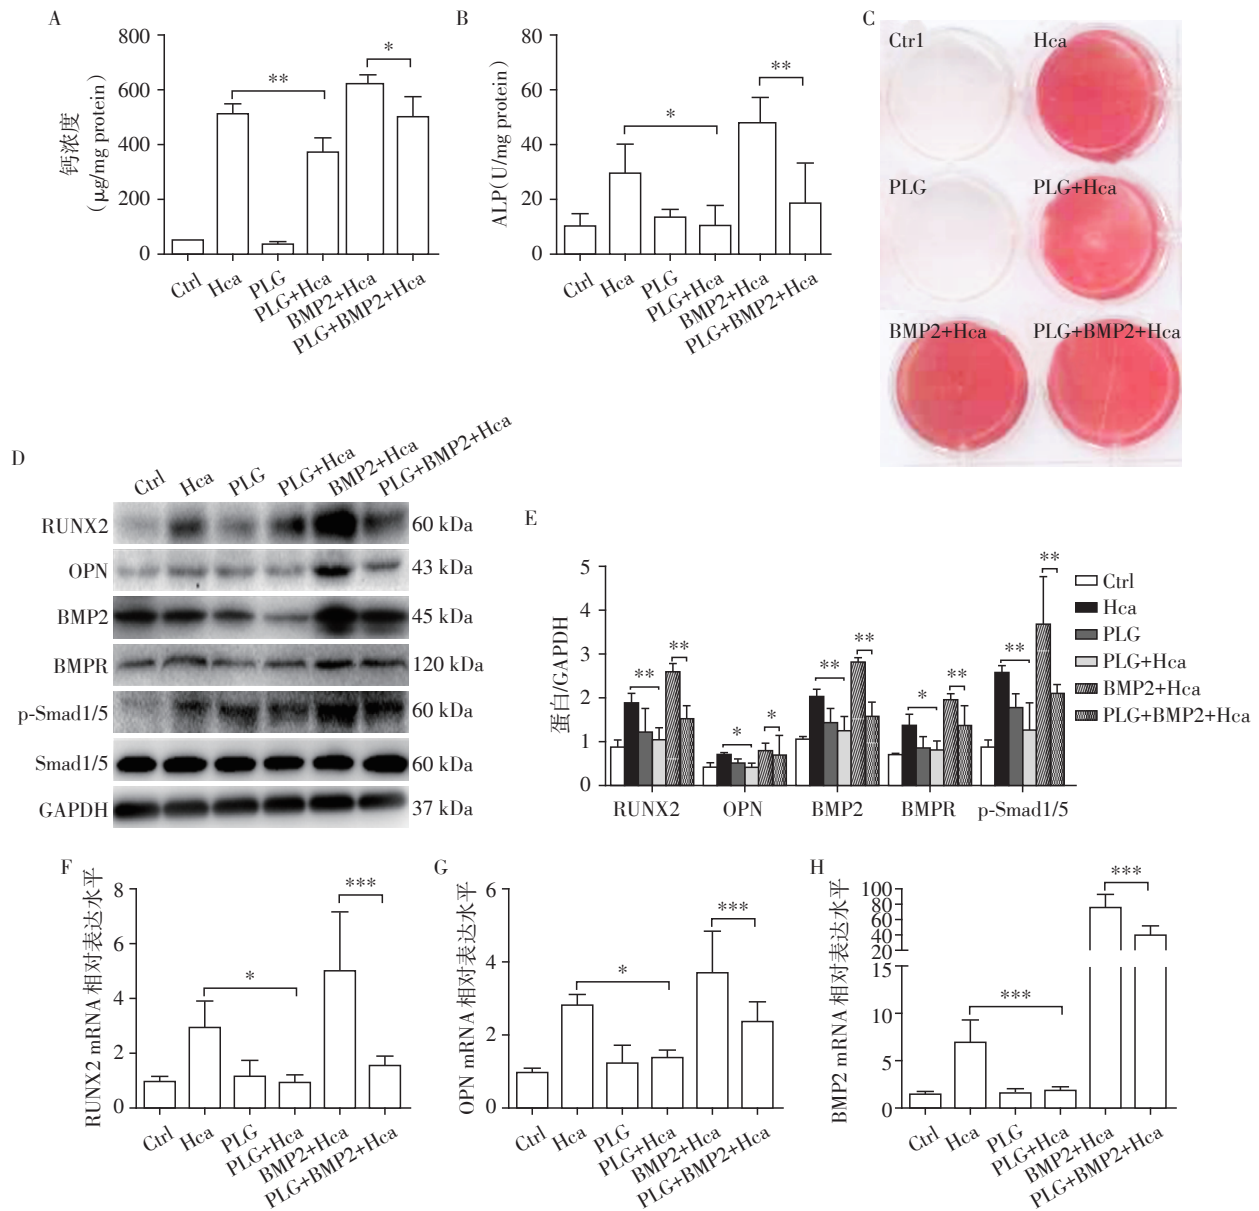 A
钙浓度
(μg/mg protein)
800
600
400
200
0
**
*
Ctrl
Hca
PLG
PLG+Hca
BMP2+Hca
PLG+BMP2+Hca
B
ALP(U/mg protein)
80
60
40
20
0
*
**
Ctrl
Hca
PLG
PLG+Hca
BMP2+Hca
PLG+BMP2+Hca
C
Ctrl
Hca
PLG
PLG+Hca
BMP2+Hca
PLG+BMP2+Hca
D
Ctrl
Hca
PLG
PLG+Hca
BMP2+Hca
PLG+BMP2+Hca
RUNX2 60 kDa
OPN 43 kDa
BMP2 45 kDa
BMPR 120 kDa
p-Smad1/5 60 kDa
Smad1/5 60 kDa
GAPDH 37 kDa
E
蛋白/GAPDH
5
4
3
2
1
0
**
**
*
*
**
**
*
**
**
**
RUNX2
OPN
BMP2
BMPR
p-Smad1/5
Ctrl
Hca
PLG
PLG+Hca
BMP2+Hca
PLG+BMP2+Hca
F
RUNX2 mRNA 相对表达水平
8
6
4
2
0
*
***
Ctrl
Hca
PLG
PLG+Hca
BMP2+Hca
PLG+BMP2+Hca
G
OPN mRNA 相对表达水平
6
4
2
0
*
***
Ctrl
Hca
PLG
PLG+Hca
BMP2+Hca
PLG+BMP2+Hca
H
BMP2 mRNA 相对表达水平
100
80
60
40
20
15
10
5
0
***
***
Ctrl
Hca
PLG
PLG+Hca
BMP2+Hca
PLG+BMP2+Hca